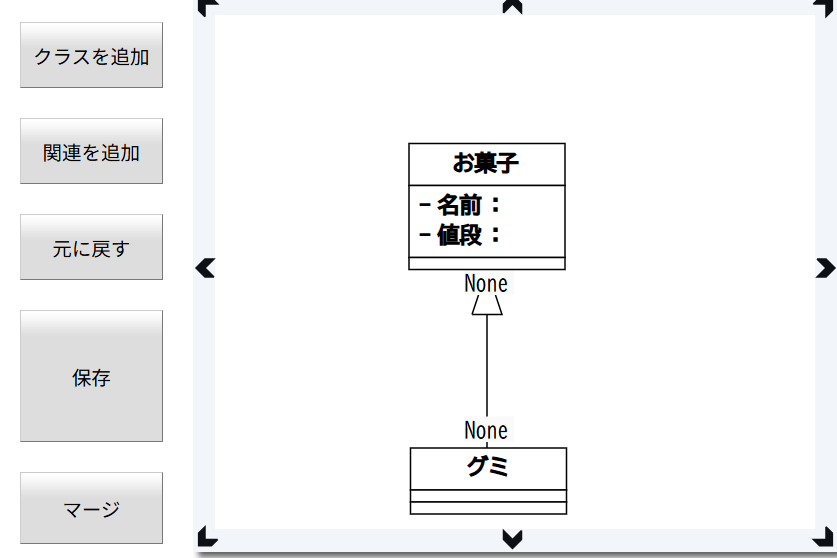 クラスを追加
関連を追加
元に戻す
保存
マージ
お菓子
- 名前 :
- 値段 :
None
None
グミ